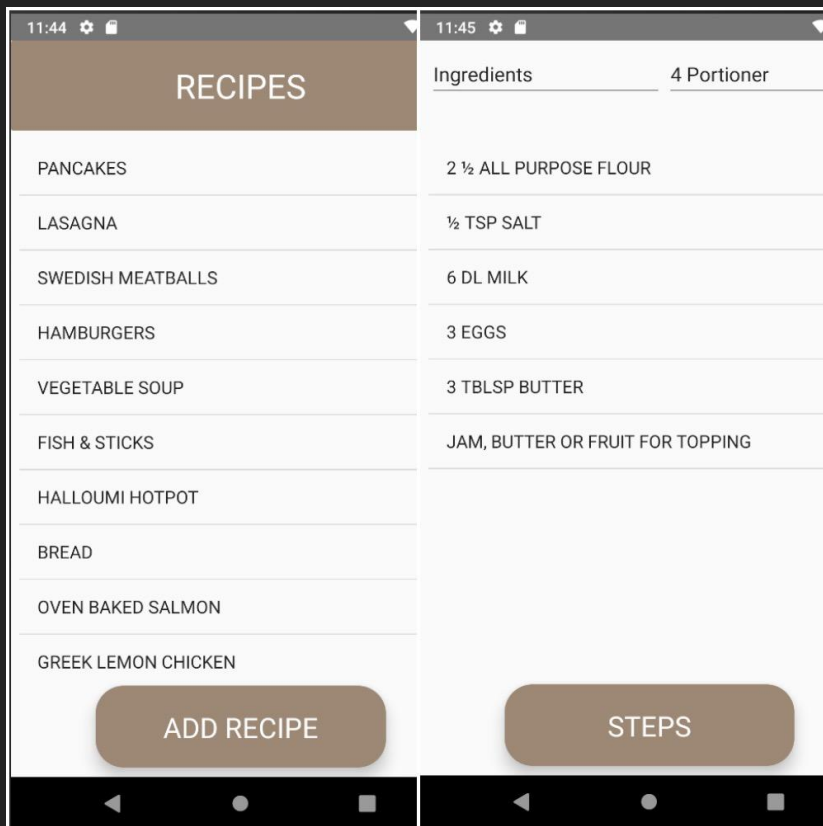 11:44
RECIPES
PANCAKES
LASAGNA
SWEDISH MEATBALLS
HAMBURGERS
VEGETABLE SOUP
FISH & STICKS
HALLOUMI HOTPOT
BREAD
OVEN BAKED SALMON
GREEK LEMON CHICKEN
ADD RECIPE
11:45
Ingredients 4 Portioner
2 ½ ALL PURPOSE FLOUR
½ TSP SALT
6 DL MILK
3 EGGS
3 TBLSP BUTTER
JAM, BUTTER OR FRUIT FOR TOPPING
STEPS